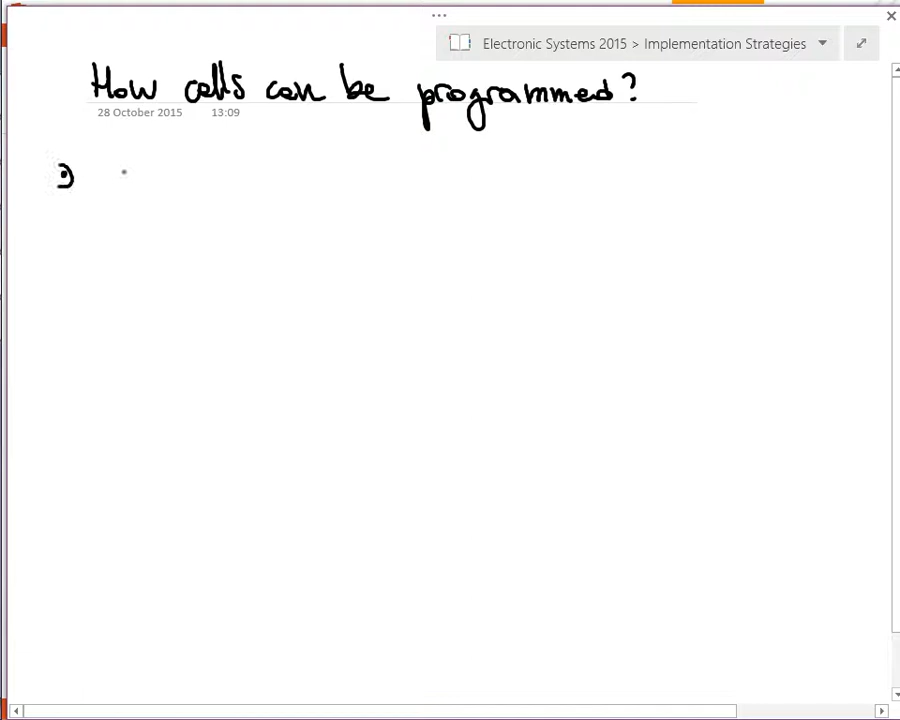 Electronic Systems 2015 > Implementation Strategies
How cells can be programmed?
28 October 2015 13:09